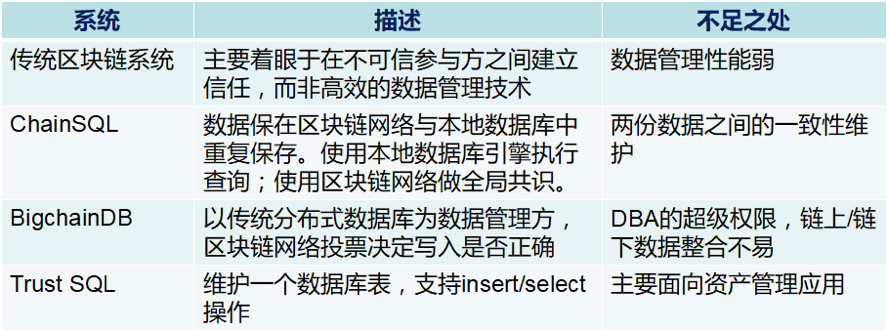 系统 描述 不足之处
传统区块链系统 主要着眼于在不可信参与方之间建立 数据管理性能弱
信任，而非高效的数据管理技术
ChainSQL 数据保在区块链网络与本地数据库中 两份数据之间的一致性维
重复保存。使用本地数据库引擎执行 护
查询；使用区块链网络做全局共识。
BigchainDB 以传统分布式数据库为数据管理方， DBA的超级权限，链上/链
区块链网络投票决定写入是否正确 下数据整合不易
Trust SQL 维护一个数据库表，支持insert/select 主要面向资产管理应用
操作